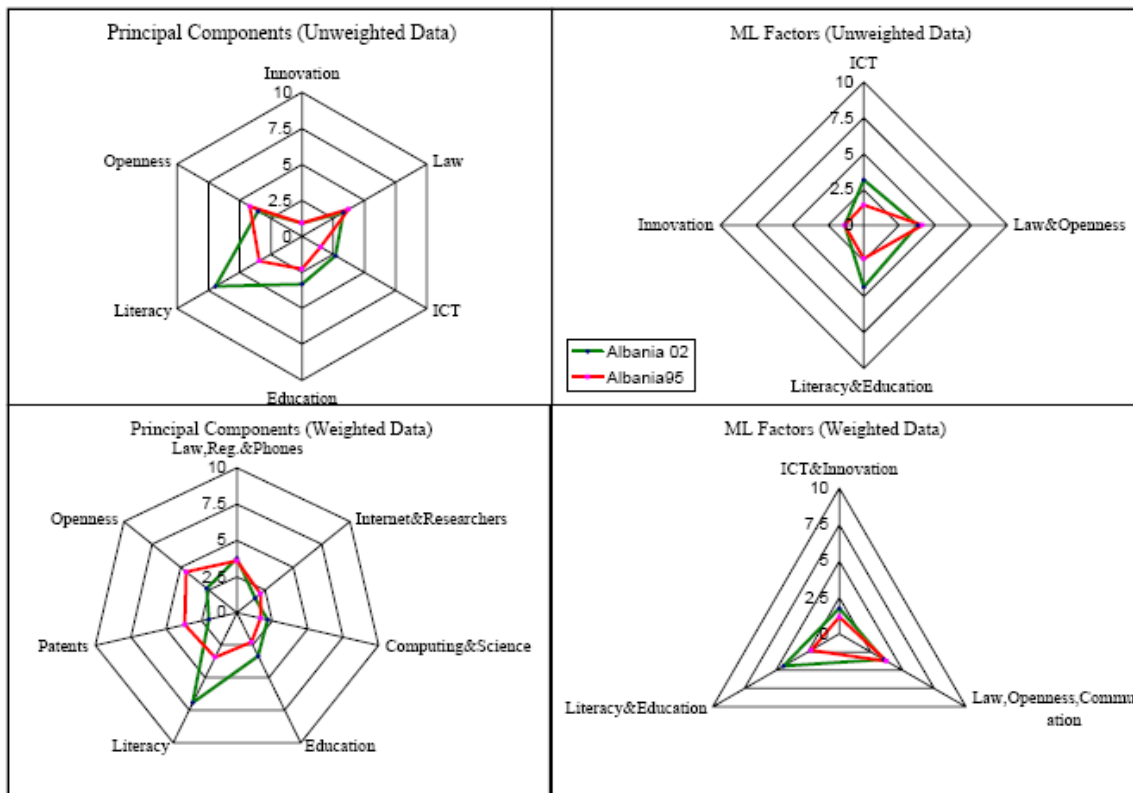 Principal Components (Unweighted Data)
Innovation
10
7.5
5
2.5
0
Openness
Law
Literacy
ICT
Education
ML Factors (Unweighted Data)
ICT
10
7.5
5
2.5
0
Innovation
Law&Openness
Literacy&Education
Albania 02
Albania95
Principal Components (Weighted Data)
Law,Reg.&Phones
10
7.5
5
2.5
0
Openness
Internet&Researchers
Patents
Computing&Science
Literacy
Education
ML Factors (Weighted Data)
ICT&Innovation
10
7.5
5
2.5
0
Literacy&Education
Law,Openness,Commu
ation